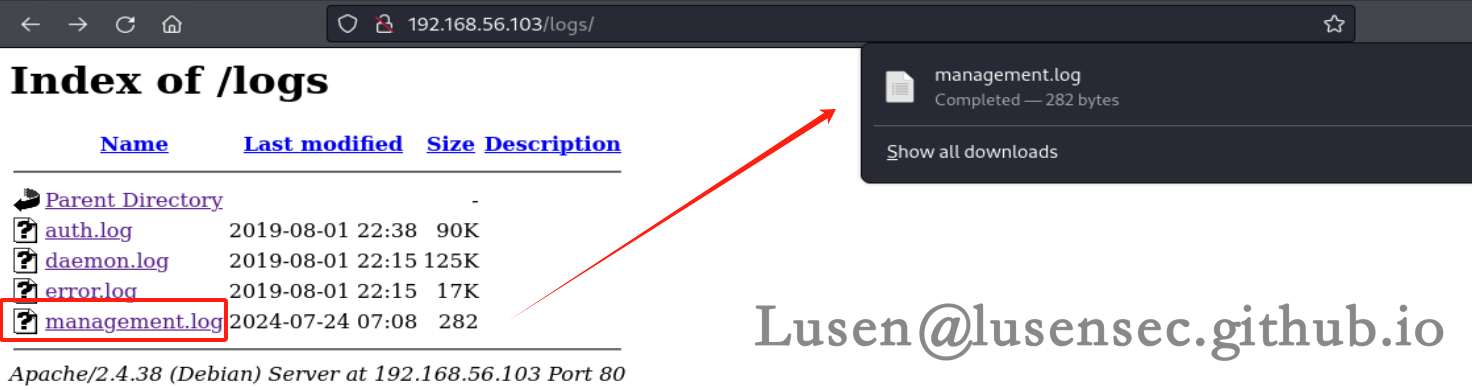 192.168.56.103/logs/
Index of /logs
Name Last modified Size Description
Parent Directory -
auth.log 2019-08-01 22:38 90K
daemon.log 2019-08-01 22:15 125K
error.log 2019-08-01 22:15 17K
management.log 2024-07-24 07:08 282
Apache/2.4.38 (Debian) Server at 192.168.56.103 Port 80
management.log
Completed — 282 bytes
Show all downloads
Lusen@lusensec.github.io